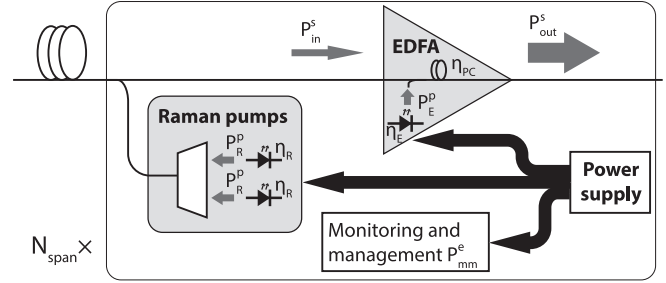 P^s_in
EDFA
P^s_out
η_PC
P^p_E
η_E
Raman pumps
P^p_R η_R
P^p_R η_R
Power
supply
Monitoring and
management P^e_mm
N_span×